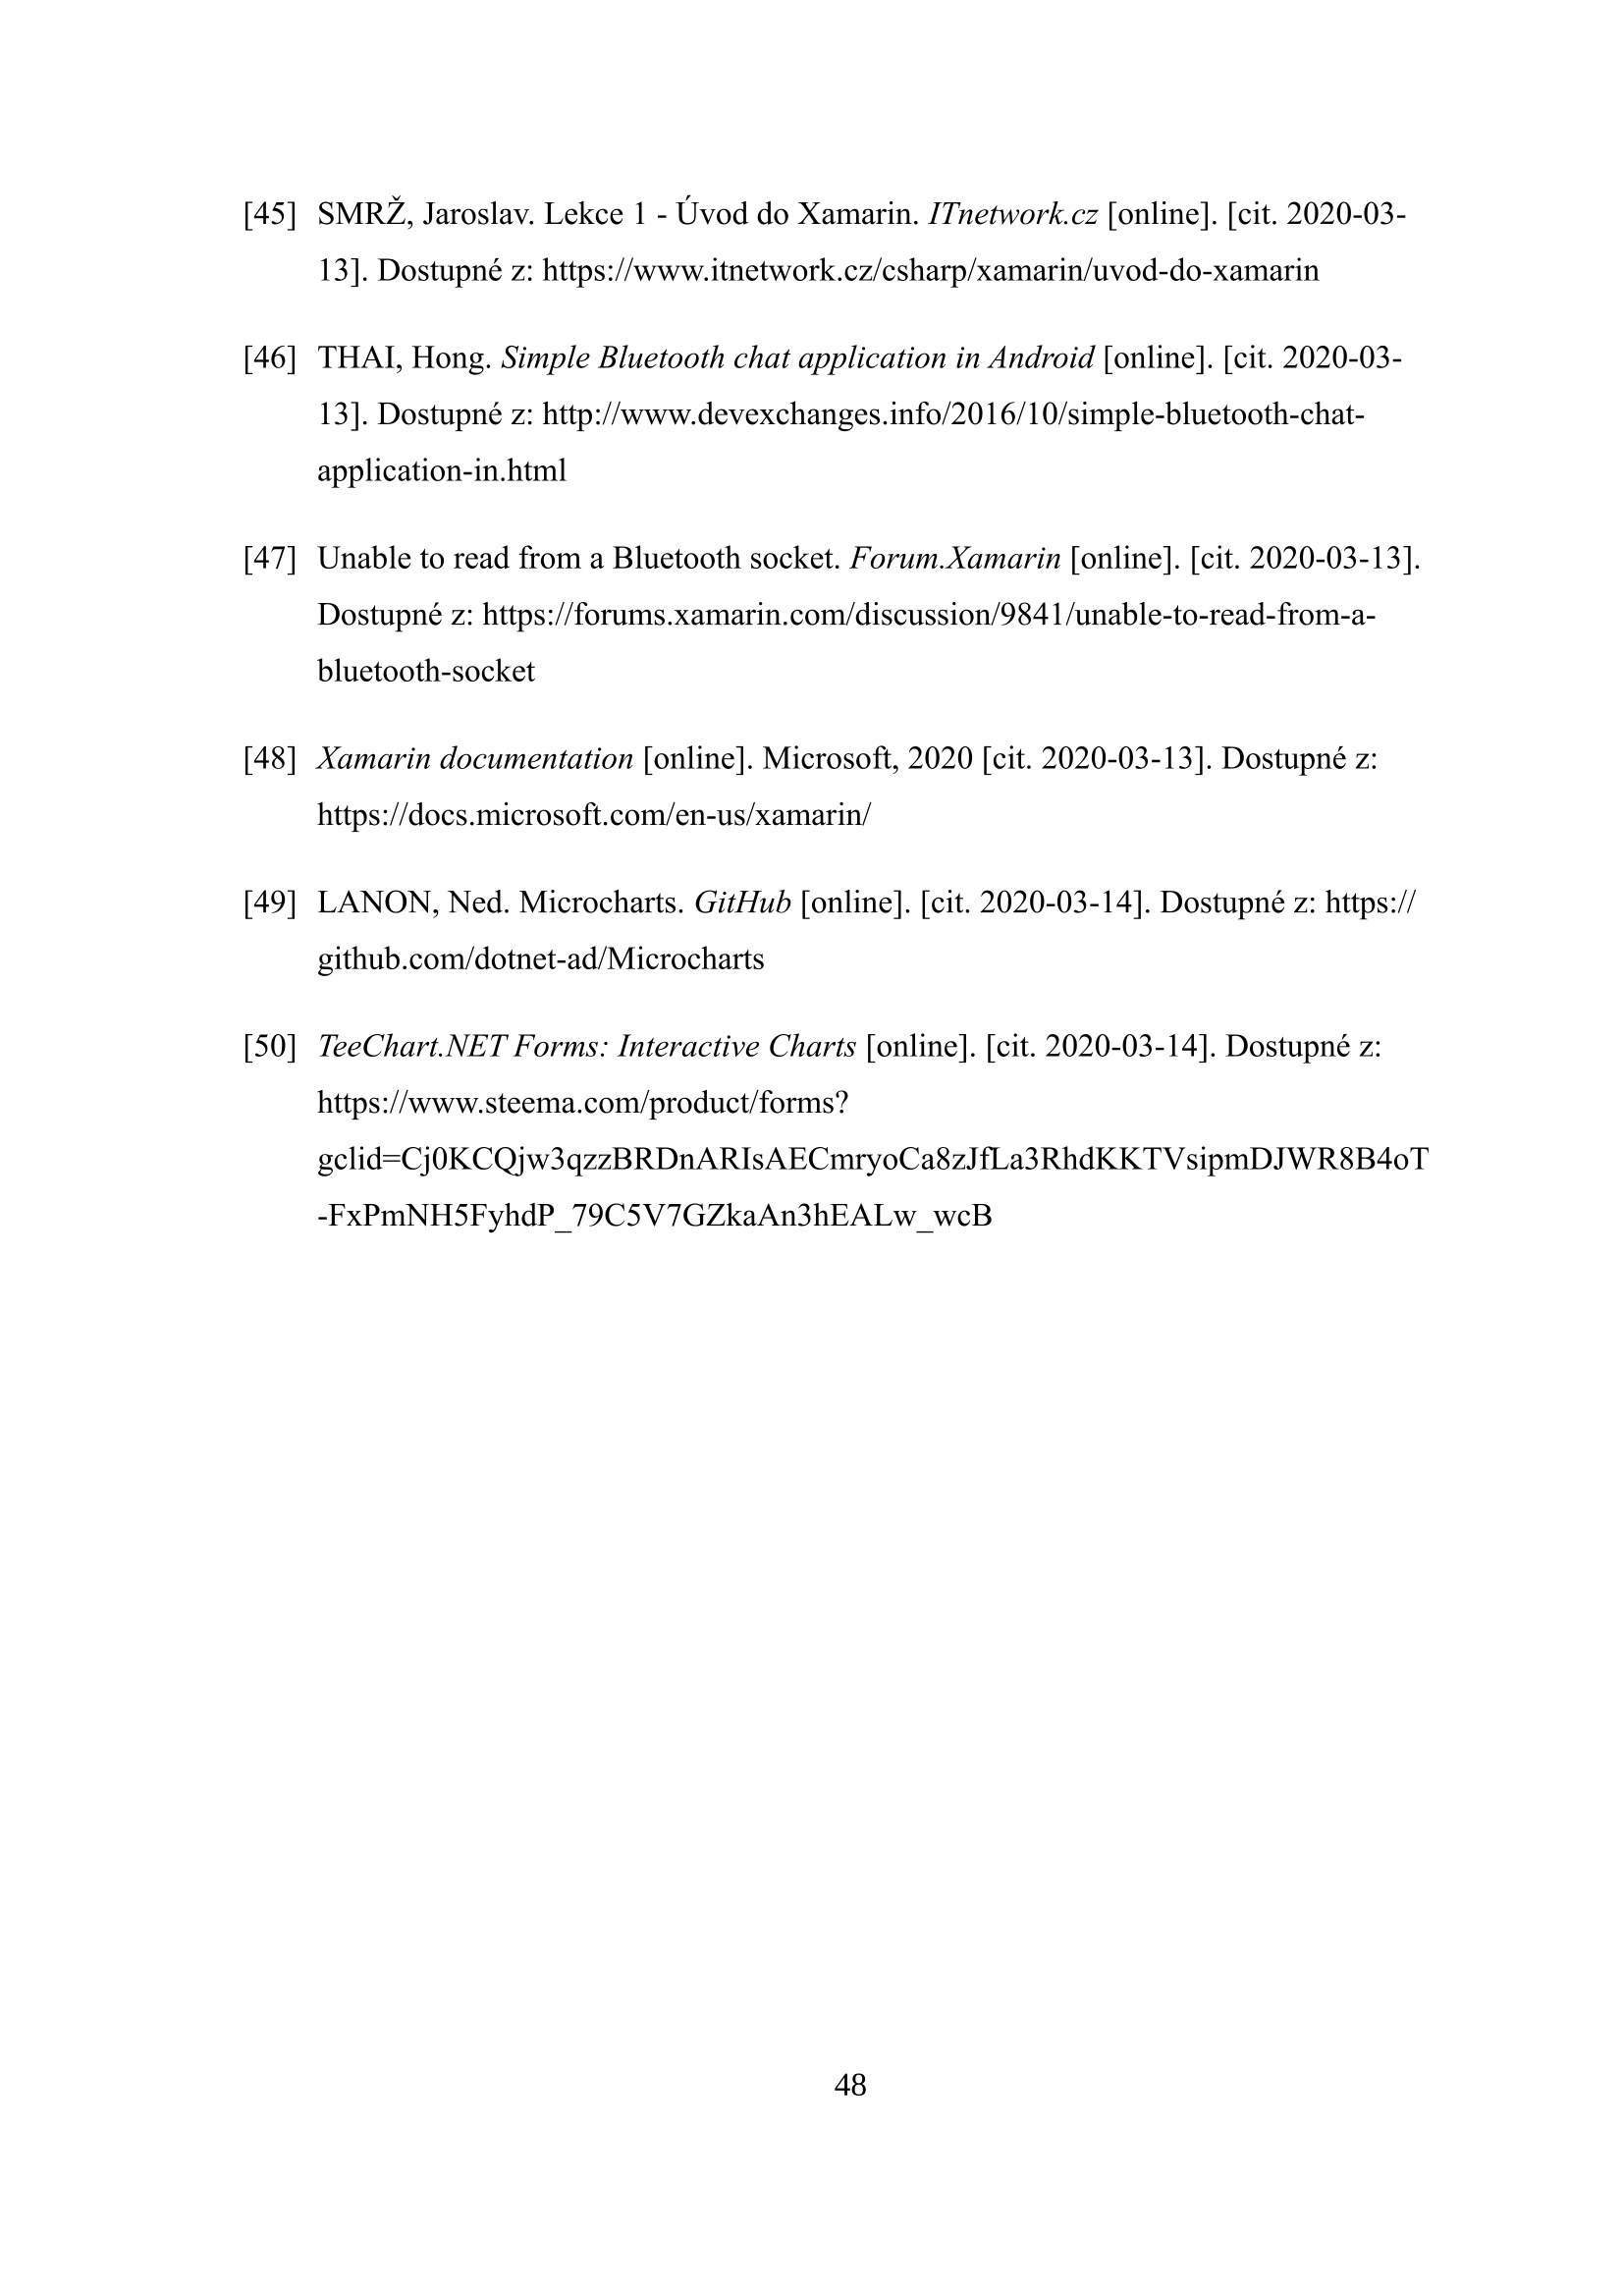 [45] SMRŽ, Jaroslav. Lekce 1 - Úvod do Xamarin. ITnetwork.cz [online]. [cit. 2020-03-
13]. Dostupné z: https://www.itnetwork.cz/csharp/xamarin/uvod-do-xamarin
[46] THAI, Hong. Simple Bluetooth chat application in Android [online]. [cit. 2020-03-
13]. Dostupné z: http://www.devexchanges.info/2016/10/simple-bluetooth-chat-
application-in.html
[47] Unable to read from a Bluetooth socket. Forum.Xamarin [online]. [cit. 2020-03-13].
Dostupné z: https://forums.xamarin.com/discussion/9841/unable-to-read-from-a-
bluetooth-socket
[48] Xamarin documentation [online]. Microsoft, 2020 [cit. 2020-03-13]. Dostupné z:
https://docs.microsoft.com/en-us/xamarin/
[49] LANON, Ned. Microcharts. GitHub [online]. [cit. 2020-03-14]. Dostupné z: https://
github.com/dotnet-ad/Microcharts
[50] TeeChart.NET Forms: Interactive Charts [online]. [cit. 2020-03-14]. Dostupné z:
https://www.steema.com/product/forms?
gclid=Cj0KCQjw3qzzBRDnARIsAECmryoCa8zJfLa3RhdKKTVsipmDJWR8B4oT
-FxPmNH5FyhdP_79C5V7GZkaAn3hEALw_wcB
48